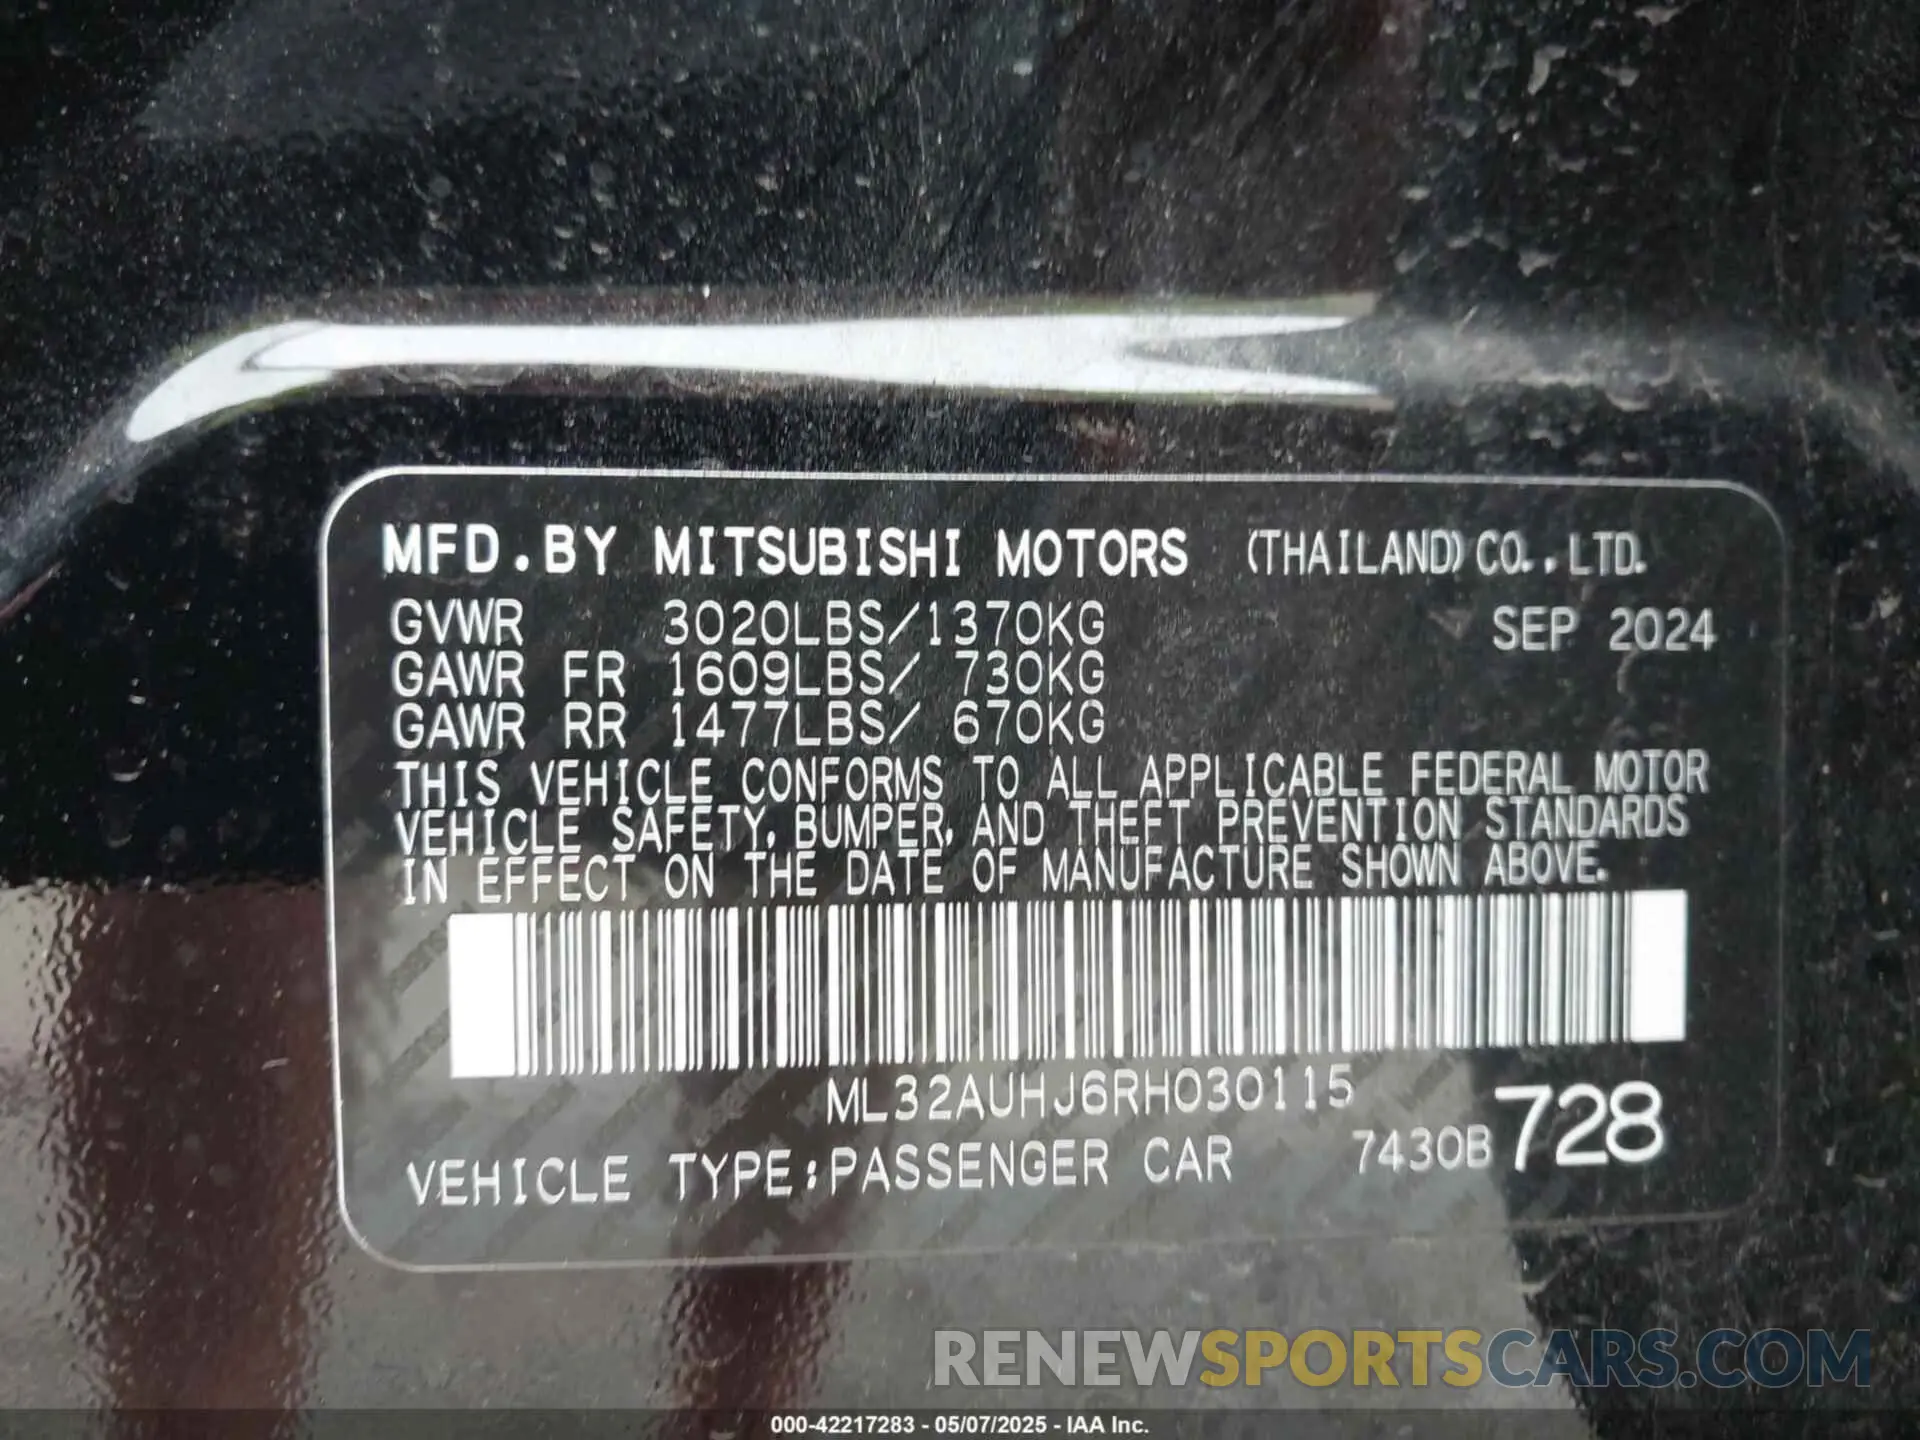 MFD.BY MITSUBISHI MOTORS (THAILAND) CO., LTD.
GVWR 3020LBS/1370KG SEP 2024
GAWR FR 1609LBS/ 730KG
GAWR RR 1477LBS/ 670KG
THIS VEHICLE CONFORMS TO ALL APPLICABLE FEDERAL MOTOR
VEHICLE SAFETY, BUMPER, AND THEFT PREVENTION STANDARDS
IN EFFECT ON THE DATE OF MANUFACTURE SHOWN ABOVE.
ML32AUHJ6RH030115
VEHICLE TYPE:PASSENGER CAR 7430B 728
RENEWSPORTSCARS.COM
000-42217283 - 05/07/2025 - IAA Inc.